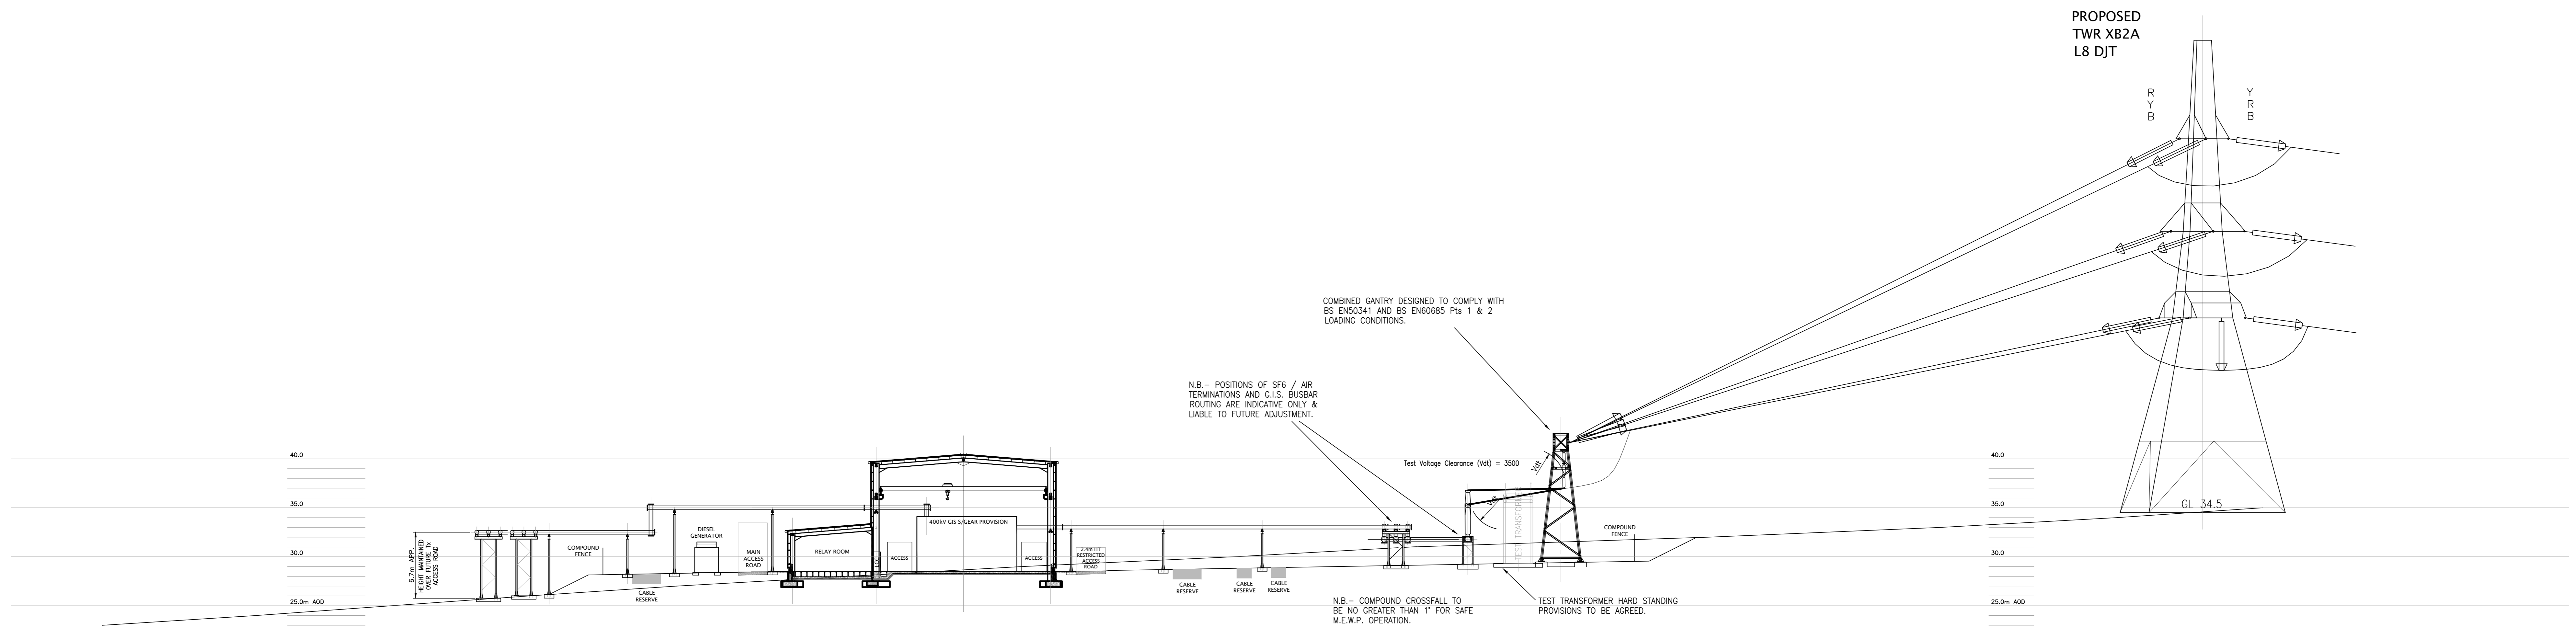 PROPOSED
TWR XB2A
L8 DJT
R
Y
B
Y
R
B
COMBINED GANTRY DESIGNED TO COMPLY WITH
BS EN50341 AND BS EN60685 Pts 1 & 2
LOADING CONDITIONS.
N.B.– POSITIONS OF SF6 / AIR
TERMINATIONS AND G.I.S. BUSBAR
ROUTING ARE INDICATIVE ONLY &
LIABLE TO FUTURE ADJUSTMENT.
40.0
Test Voltage Clearance (Vdt) = 3500
Vdt
40.0
35.0
Vdt
35.0
GL 34.5
400kV GIS S/GEAR PROVISION
DIESEL
GENERATOR
TEST TRANSFORMER
COMPOUND
FENCE
6.7m APP.
HEIGHT MAINTAINED
OVER FUTURE Tx
ACCESS ROAD
COMPOUND
FENCE
30.0
MAIN
ACCESS
ROAD
RELAY ROOM
LCC
ACCESS
ACCESS
2.4m HT
RESTRICTED
ACCESS
ROAD
30.0
CABLE
RESERVE
CABLE
RESERVE
CABLE
RESERVE
CABLE
RESERVE
25.0m AOD
25.0m AOD
N.B.– COMPOUND CROSSFALL TO
BE NO GREATER THAN 1° FOR SAFE
M.E.W.P. OPERATION.
TEST TRANSFORMER HARD STANDING
PROVISIONS TO BE AGREED.